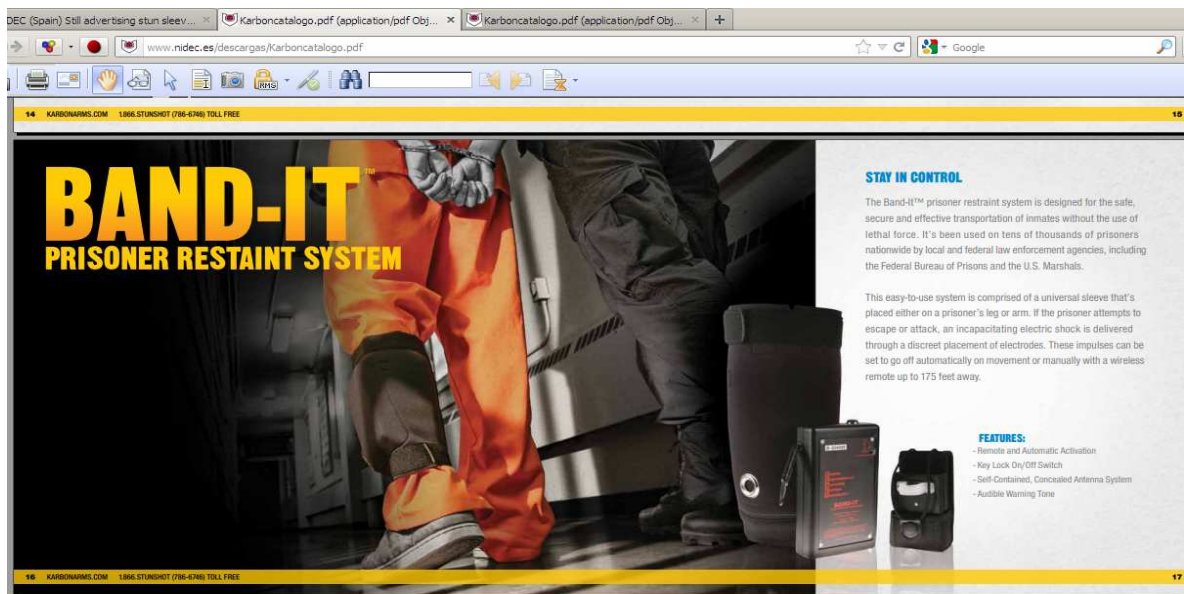 DEC (Spain) Still advertising stun sleev...
Karboncatalogo.pdf (application/pdf Obj...
Karboncatalogo.pdf (application/pdf Obj...
www.nidec.es/descargas/Karboncatalogo.pdf
Google
RMS
14 KARBONARMS.COM 1.866.STUNSHOT (786-6746) TOLL FREE
15
BAND-IT™
PRISONER RESTAINT SYSTEM
STAY IN CONTROL
The Band-It™ prisoner restraint system is designed for the safe,
secure and effective transportation of inmates without the use of
lethal force. It's been used on tens of thousands of prisoners
nationwide by local and federal law enforcement agencies, including
the Federal Bureau of Prisons and the U.S. Marshals.
This easy-to-use system is comprised of a universal sleeve that's
placed either on a prisoner's leg or arm. If the prisoner attempts to
escape or attack, an incapacitating electric shock is delivered
through a discreet placement of electrodes. These impulses can be
set to go off automatically on movement or manually with a wireless
remote up to 175 feet away.
FEATURES:
- Remote and Automatic Activation
- Key Lock On/Off Switch
- Self-Contained, Concealed Antenna System
- Audible Warning Tone
BAND-IT
16 KARBONARMS.COM 1.866.STUNSHOT (786-6746) TOLL FREE
17